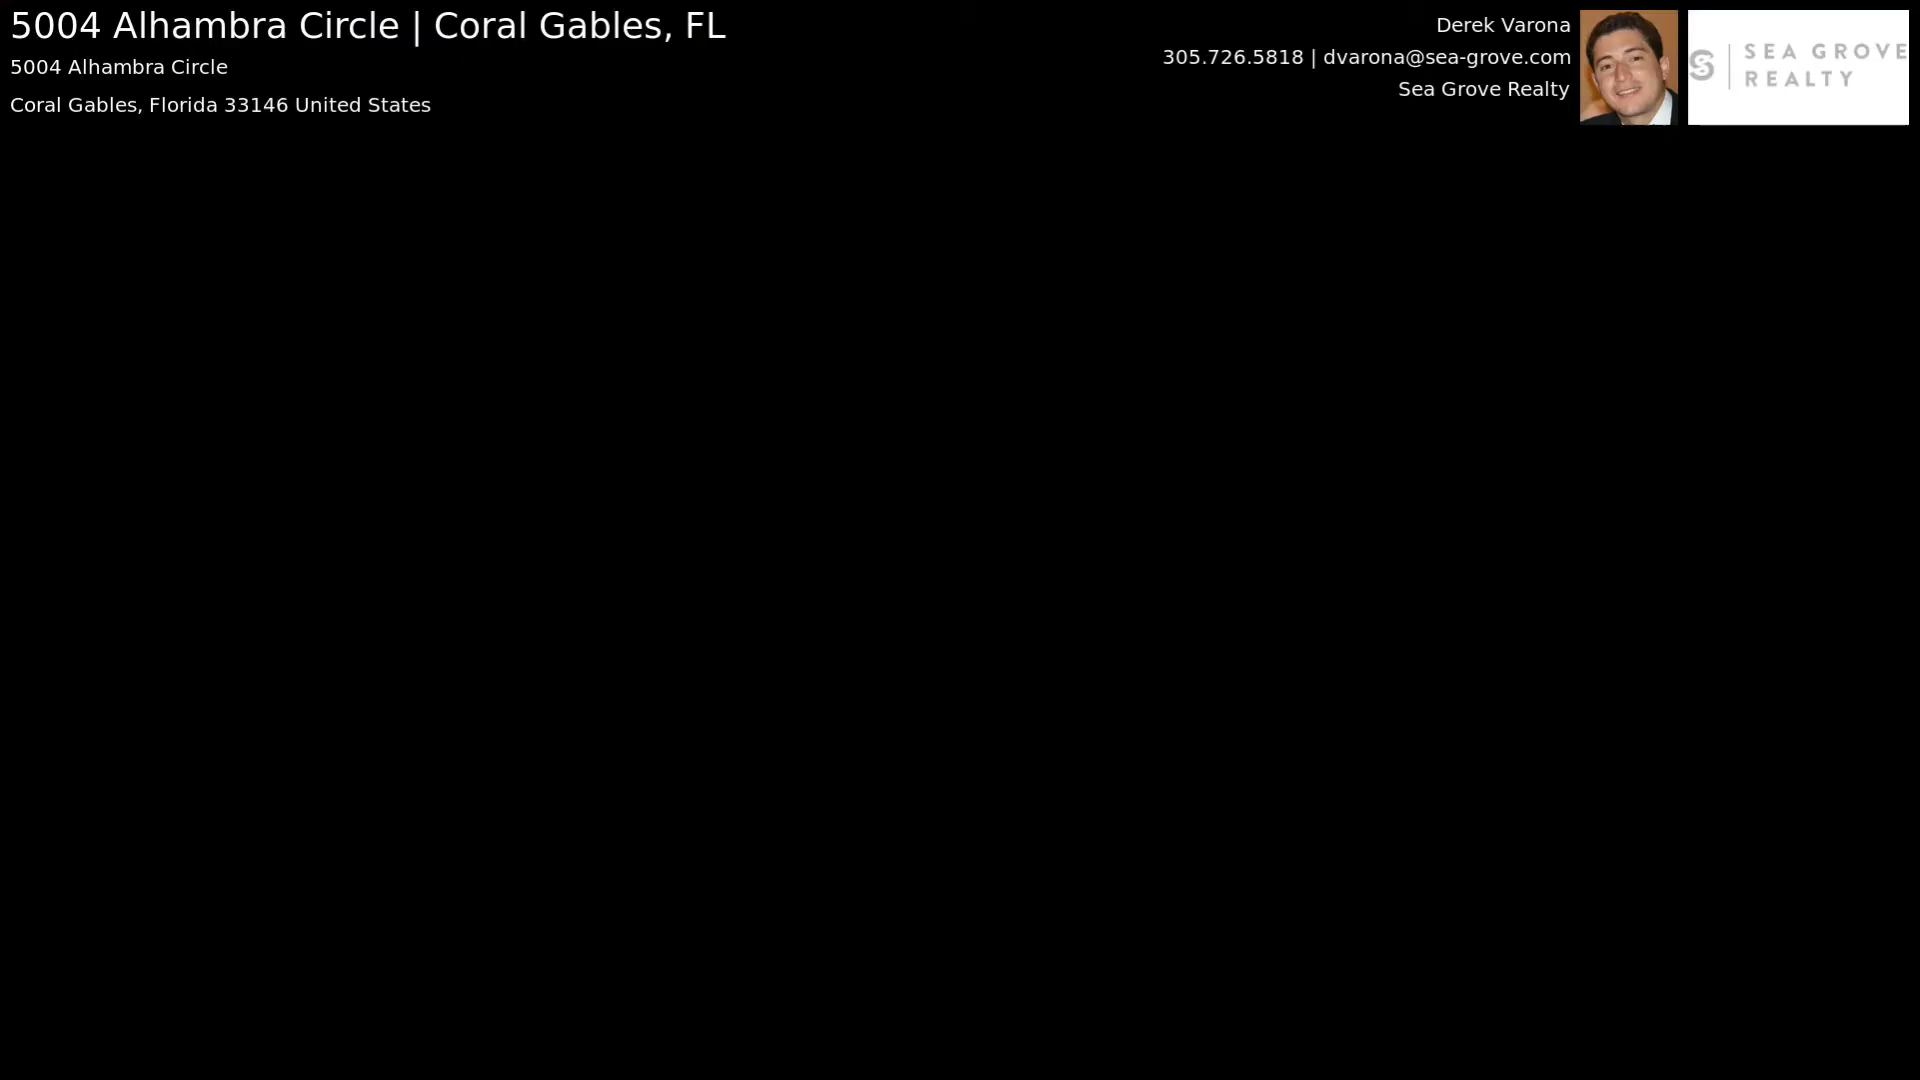 5004 Alhambra Circle | Coral Gables, FL
5004 Alhambra Circle
Coral Gables, Florida 33146 United States
Derek Varona
305.726.5818 | dvarona@sea-grove.com
Sea Grove Realty
SEA GROVE
REALTY